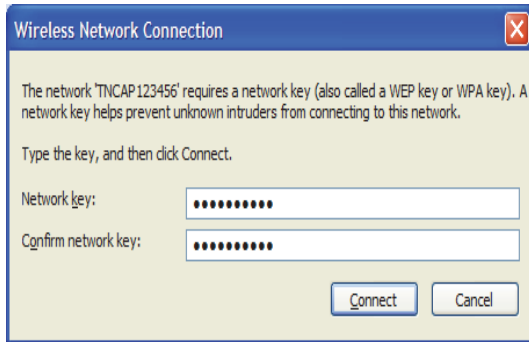 Wireless Network Connection
The network 'TNCAP123456' requires a network key (also called a WEP key or WPA key). A
network key helps prevent unknown intruders from connecting to this network.
Type the key, and then click Connect.
Network key: ●●●●●●●●●●
Confirm network key: ●●●●●●●●●●
Connect Cancel